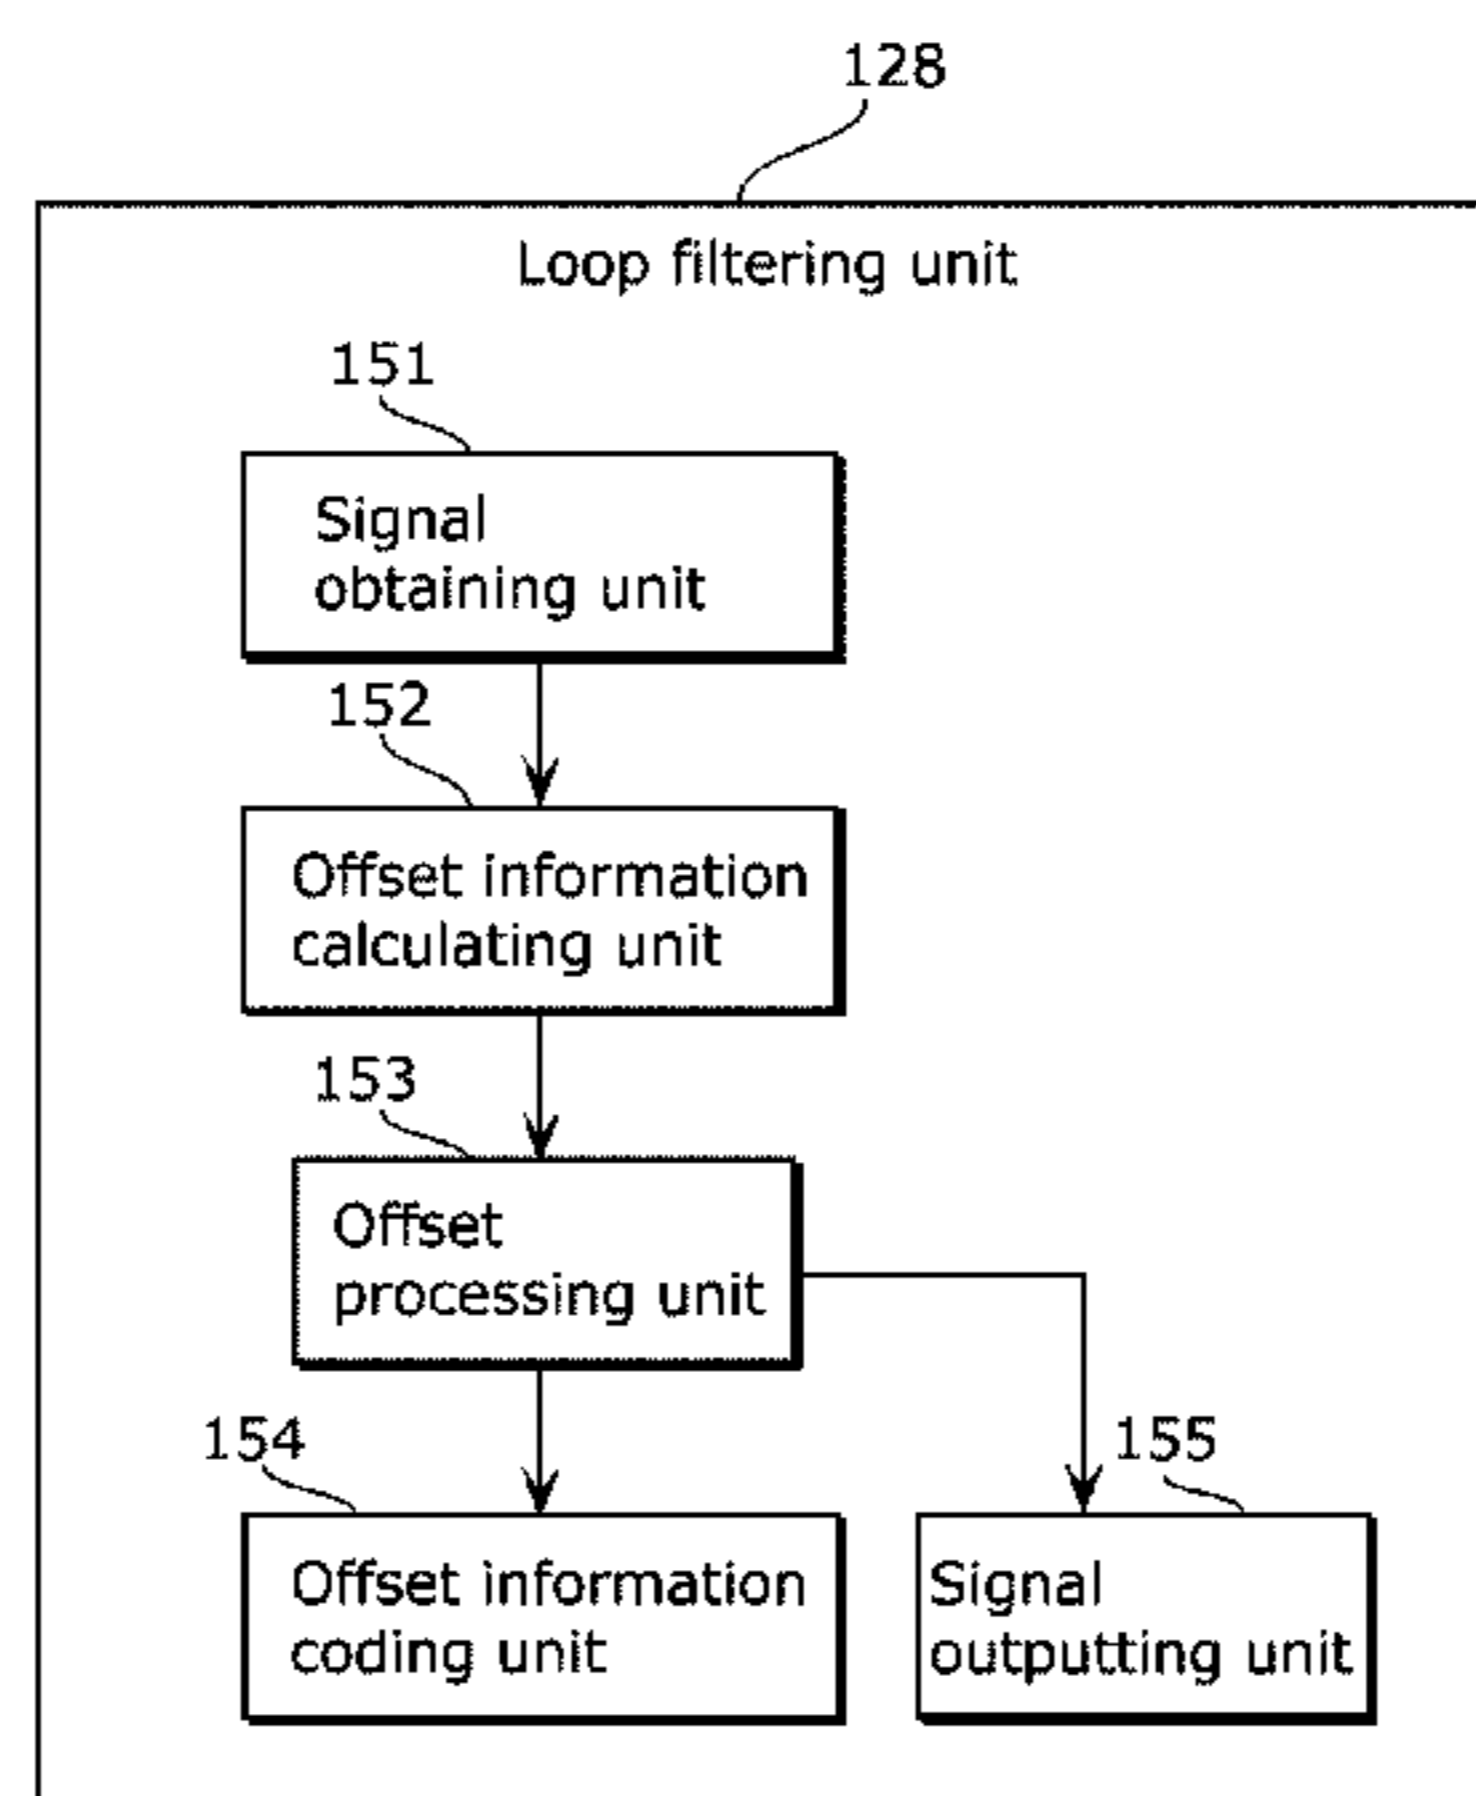 128
Loop filtering unit
151
Signal
obtaining unit
152
Offset information
calculating unit
153
Offset
processing unit
154
Offset information
coding unit
155
Signal
outputting unit